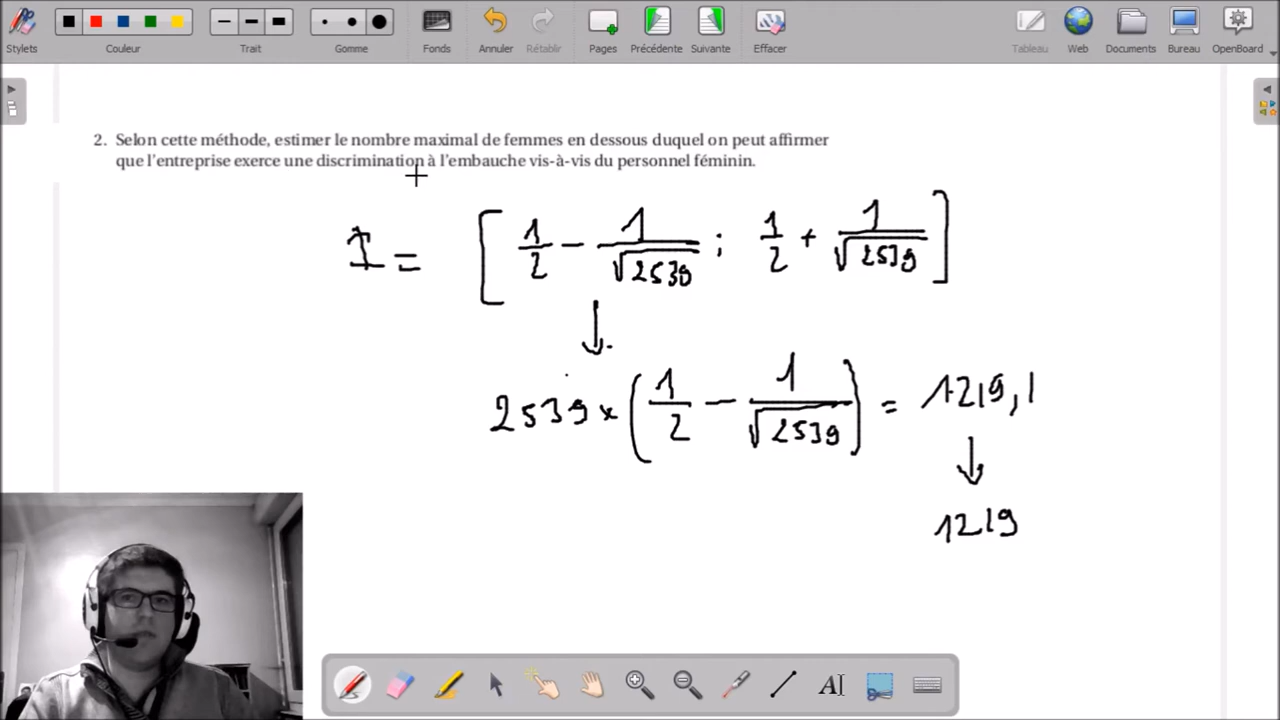 Stylets Couleur Trait Gomme Fonds Annuler Rétablir Pages Précédente Suivante Effacer Tableau Web Documents Bureau OpenBoard
2. Selon cette méthode, estimer le nombre maximal de femmes en dessous duquel on peut affirmer
que l'entreprise exerce une discrimination à l'embauche vis-à-vis du personnel féminin.
I = [ 1/2 − 1/√2539 ; 1/2 + 1/√2539 ]
↓
2539 × ( 1/2 − 1/√2539 ) = 1219,1
↓
1219
AI